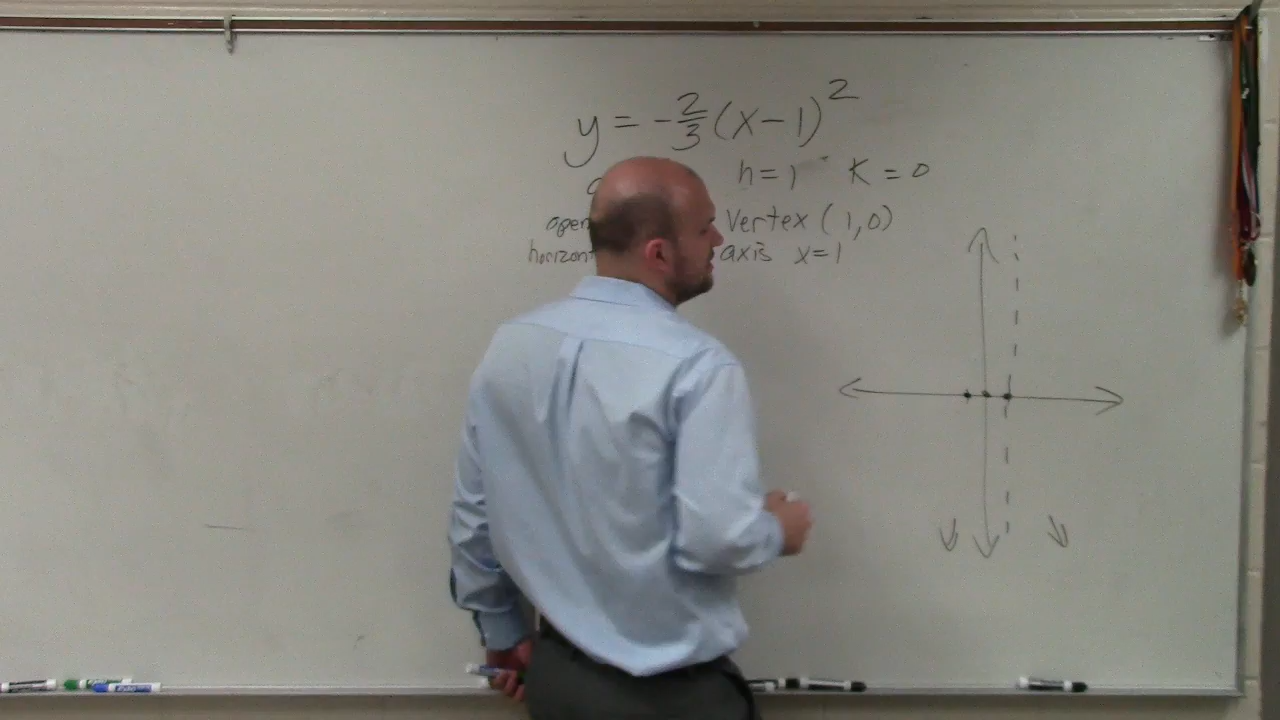 y = -2/3 (x-1)^2
h=1 K=0
Vertex (1,0)
axis x=1